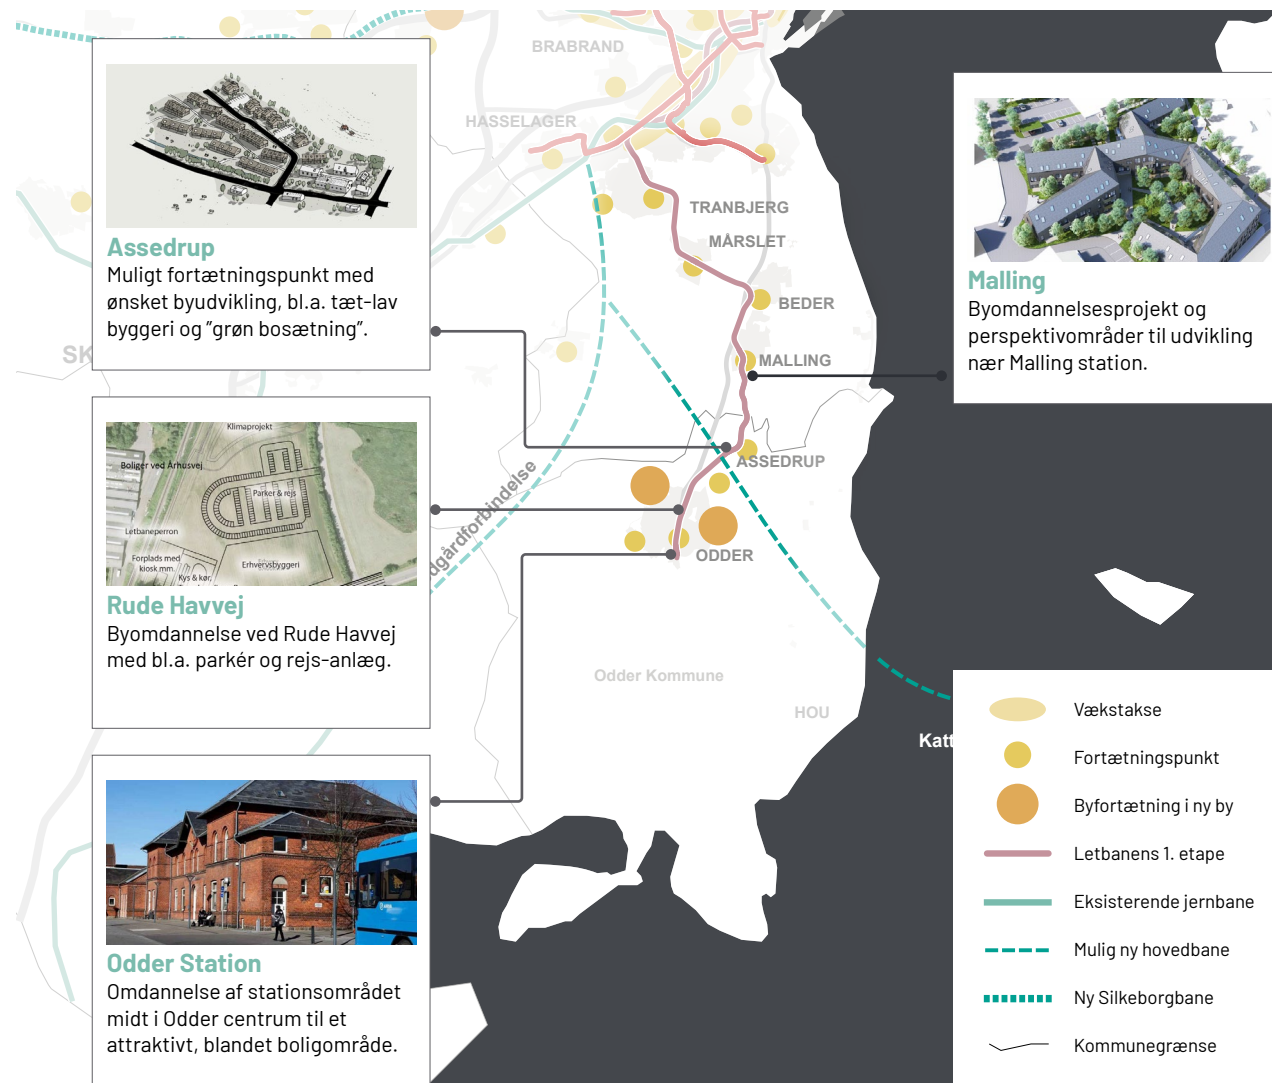 Assedrup
Muligt fortætningspunkt med
ønsket byudvikling, bl.a. tæt-lav
byggeri og ”grøn bosætning”.
Klimaprojekt
Boliger ved Århusvej
Parker & rejs
Letbaneperron
Forplads med
kiosk mm.
Kys & kør,
Erhvervsbyggeri
Rude Havvej
Byomdannelse ved Rude Havvej
med bl.a. parkér og rejs-anlæg.
Odder Station
Omdannelse af stationsområdet
midt i Odder centrum til et
attraktivt, blandet boligområde.
BRABRAND
HASSELAGER
TRANBJERG
MÅRSLET
BEDER
MALLING
ASSEDRUP
ODDER
SK
dgårdforbindelse
Odder Kommune
HOU
Katt
Malling
Byomdannelsesprojekt og
perspektivområder til udvikling
nær Malling station.
Vækstakse
Fortætningspunkt
Byfortætning i ny by
Letbanens 1. etape
Eksisterende jernbane
Mulig ny hovedbane
Ny Silkeborgbane
Kommunegrænse